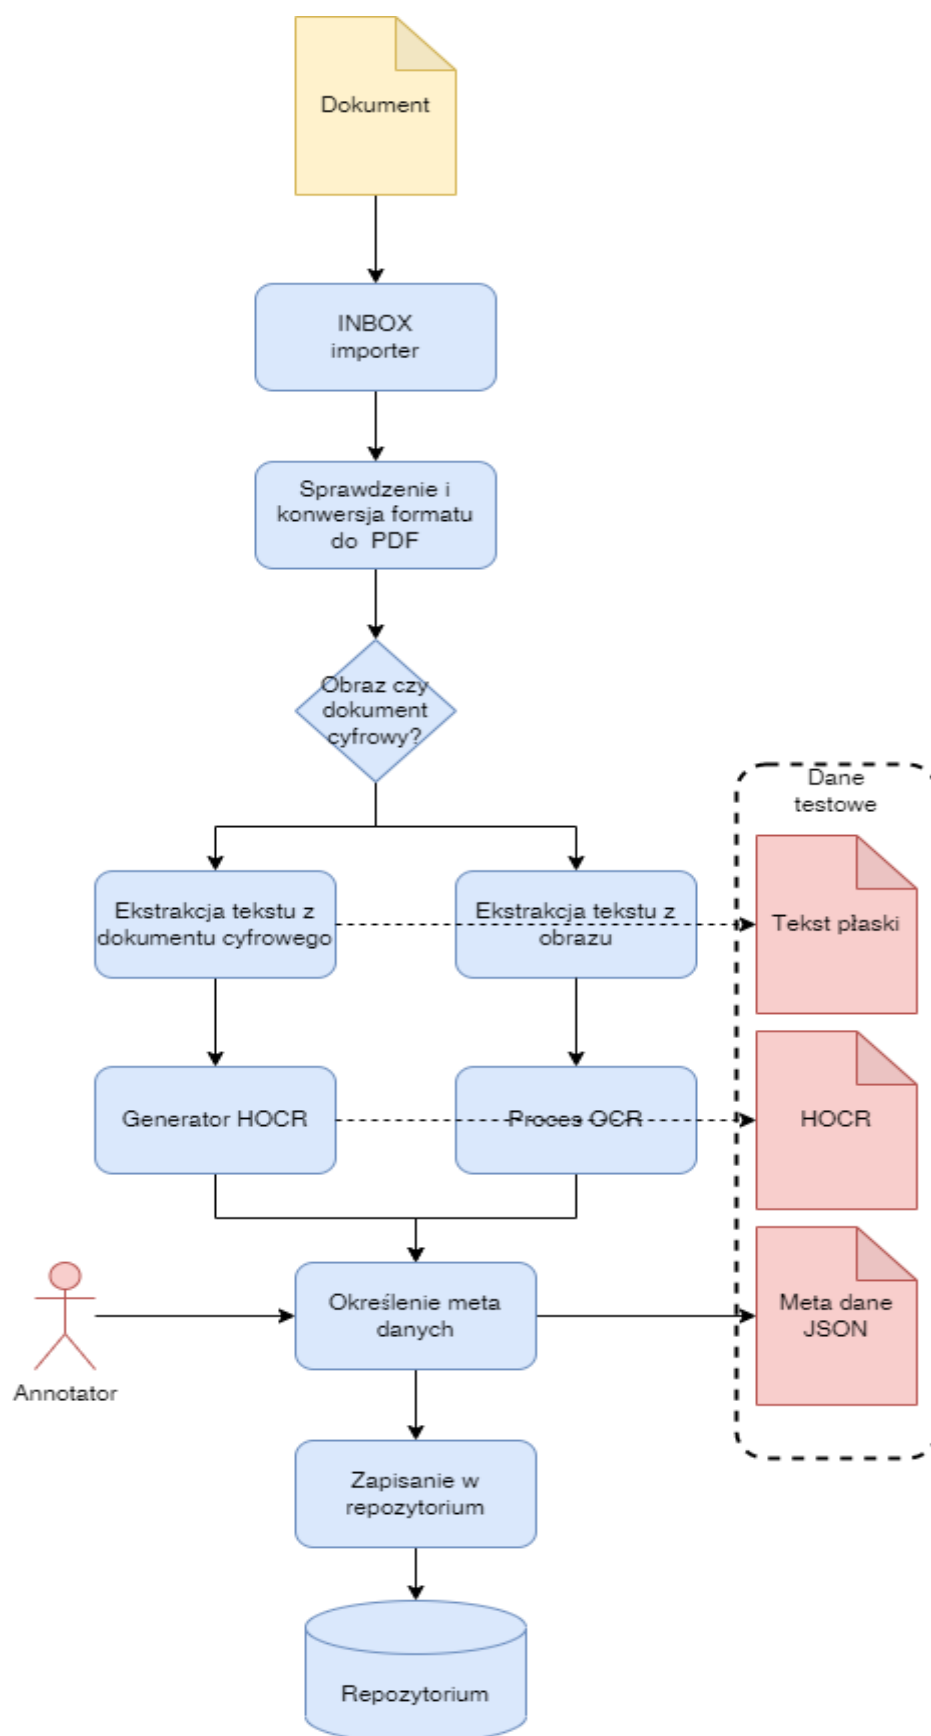 Dokument
INBOX
importer
Sprawdzenie i
konwersja formatu
do PDF
Obraz czy
dokument
cyfrowy?
Dane
testowe
Ekstrakcja tekstu z
dokumentu cyfrowego
Ekstrakcja tekstu z
obrazu
Tekst płaski
Generator HOCR
Proces OCR
HOCR
Annotator
Określenie meta
danych
Meta dane
JSON
Zapisanie w
repozytorium
Repozytorium